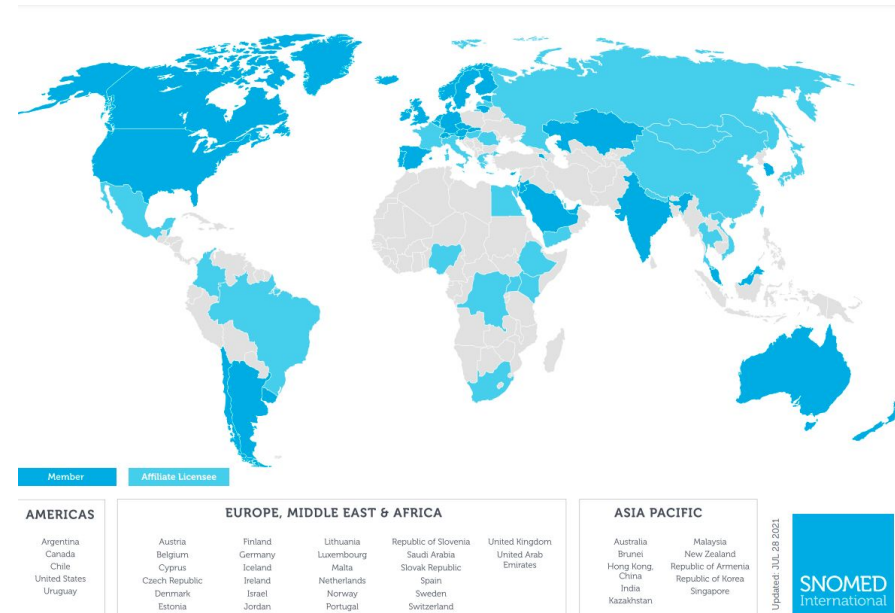 Member
Affiliate Licensee
AMERICAS
Argentina
Canada
Chile
United States
Uruguay
EUROPE, MIDDLE EAST & AFRICA
Austria
Belgium
Cyprus
Czech Republic
Denmark
Estonia
Finland
Germany
Iceland
Ireland
Israel
Jordan
Lithuania
Luxembourg
Malta
Netherlands
Norway
Portugal
Republic of Slovenia
Saudi Arabia
Slovak Republic
Spain
Sweden
Switzerland
United Kingdom
United Arab
Emirates
ASIA PACIFIC
Australia
Brunei
Hong Kong,
China
India
Kazakhstan
Malaysia
New Zealand
Republic of Armenia
Republic of Korea
Singapore
Updated: JUL 28 2021
SNOMED
International